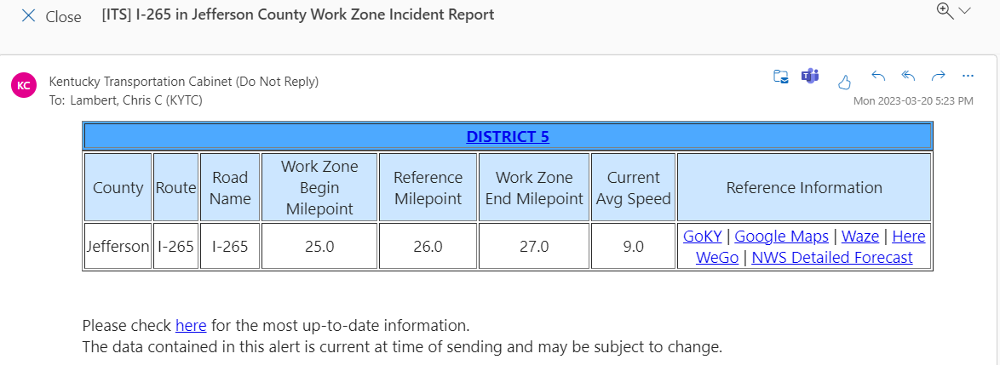 Close [ITS] I-265 in Jefferson County Work Zone Incident Report
KC
Kentucky Transportation Cabinet (Do Not Reply)
To: Lambert, Chris C (KYTC)
Mon 2023-03-20 5:23 PM
DISTRICT 5
County Route Road Name Work Zone Begin Milepoint Reference Milepoint Work Zone End Milepoint Current Avg Speed Reference Information
Jefferson I-265 I-265 25.0 26.0 27.0 9.0 GoKY | Google Maps | Waze | Here
WeGo | NWS Detailed Forecast
Please check here for the most up-to-date information.
The data contained in this alert is current at time of sending and may be subject to change.